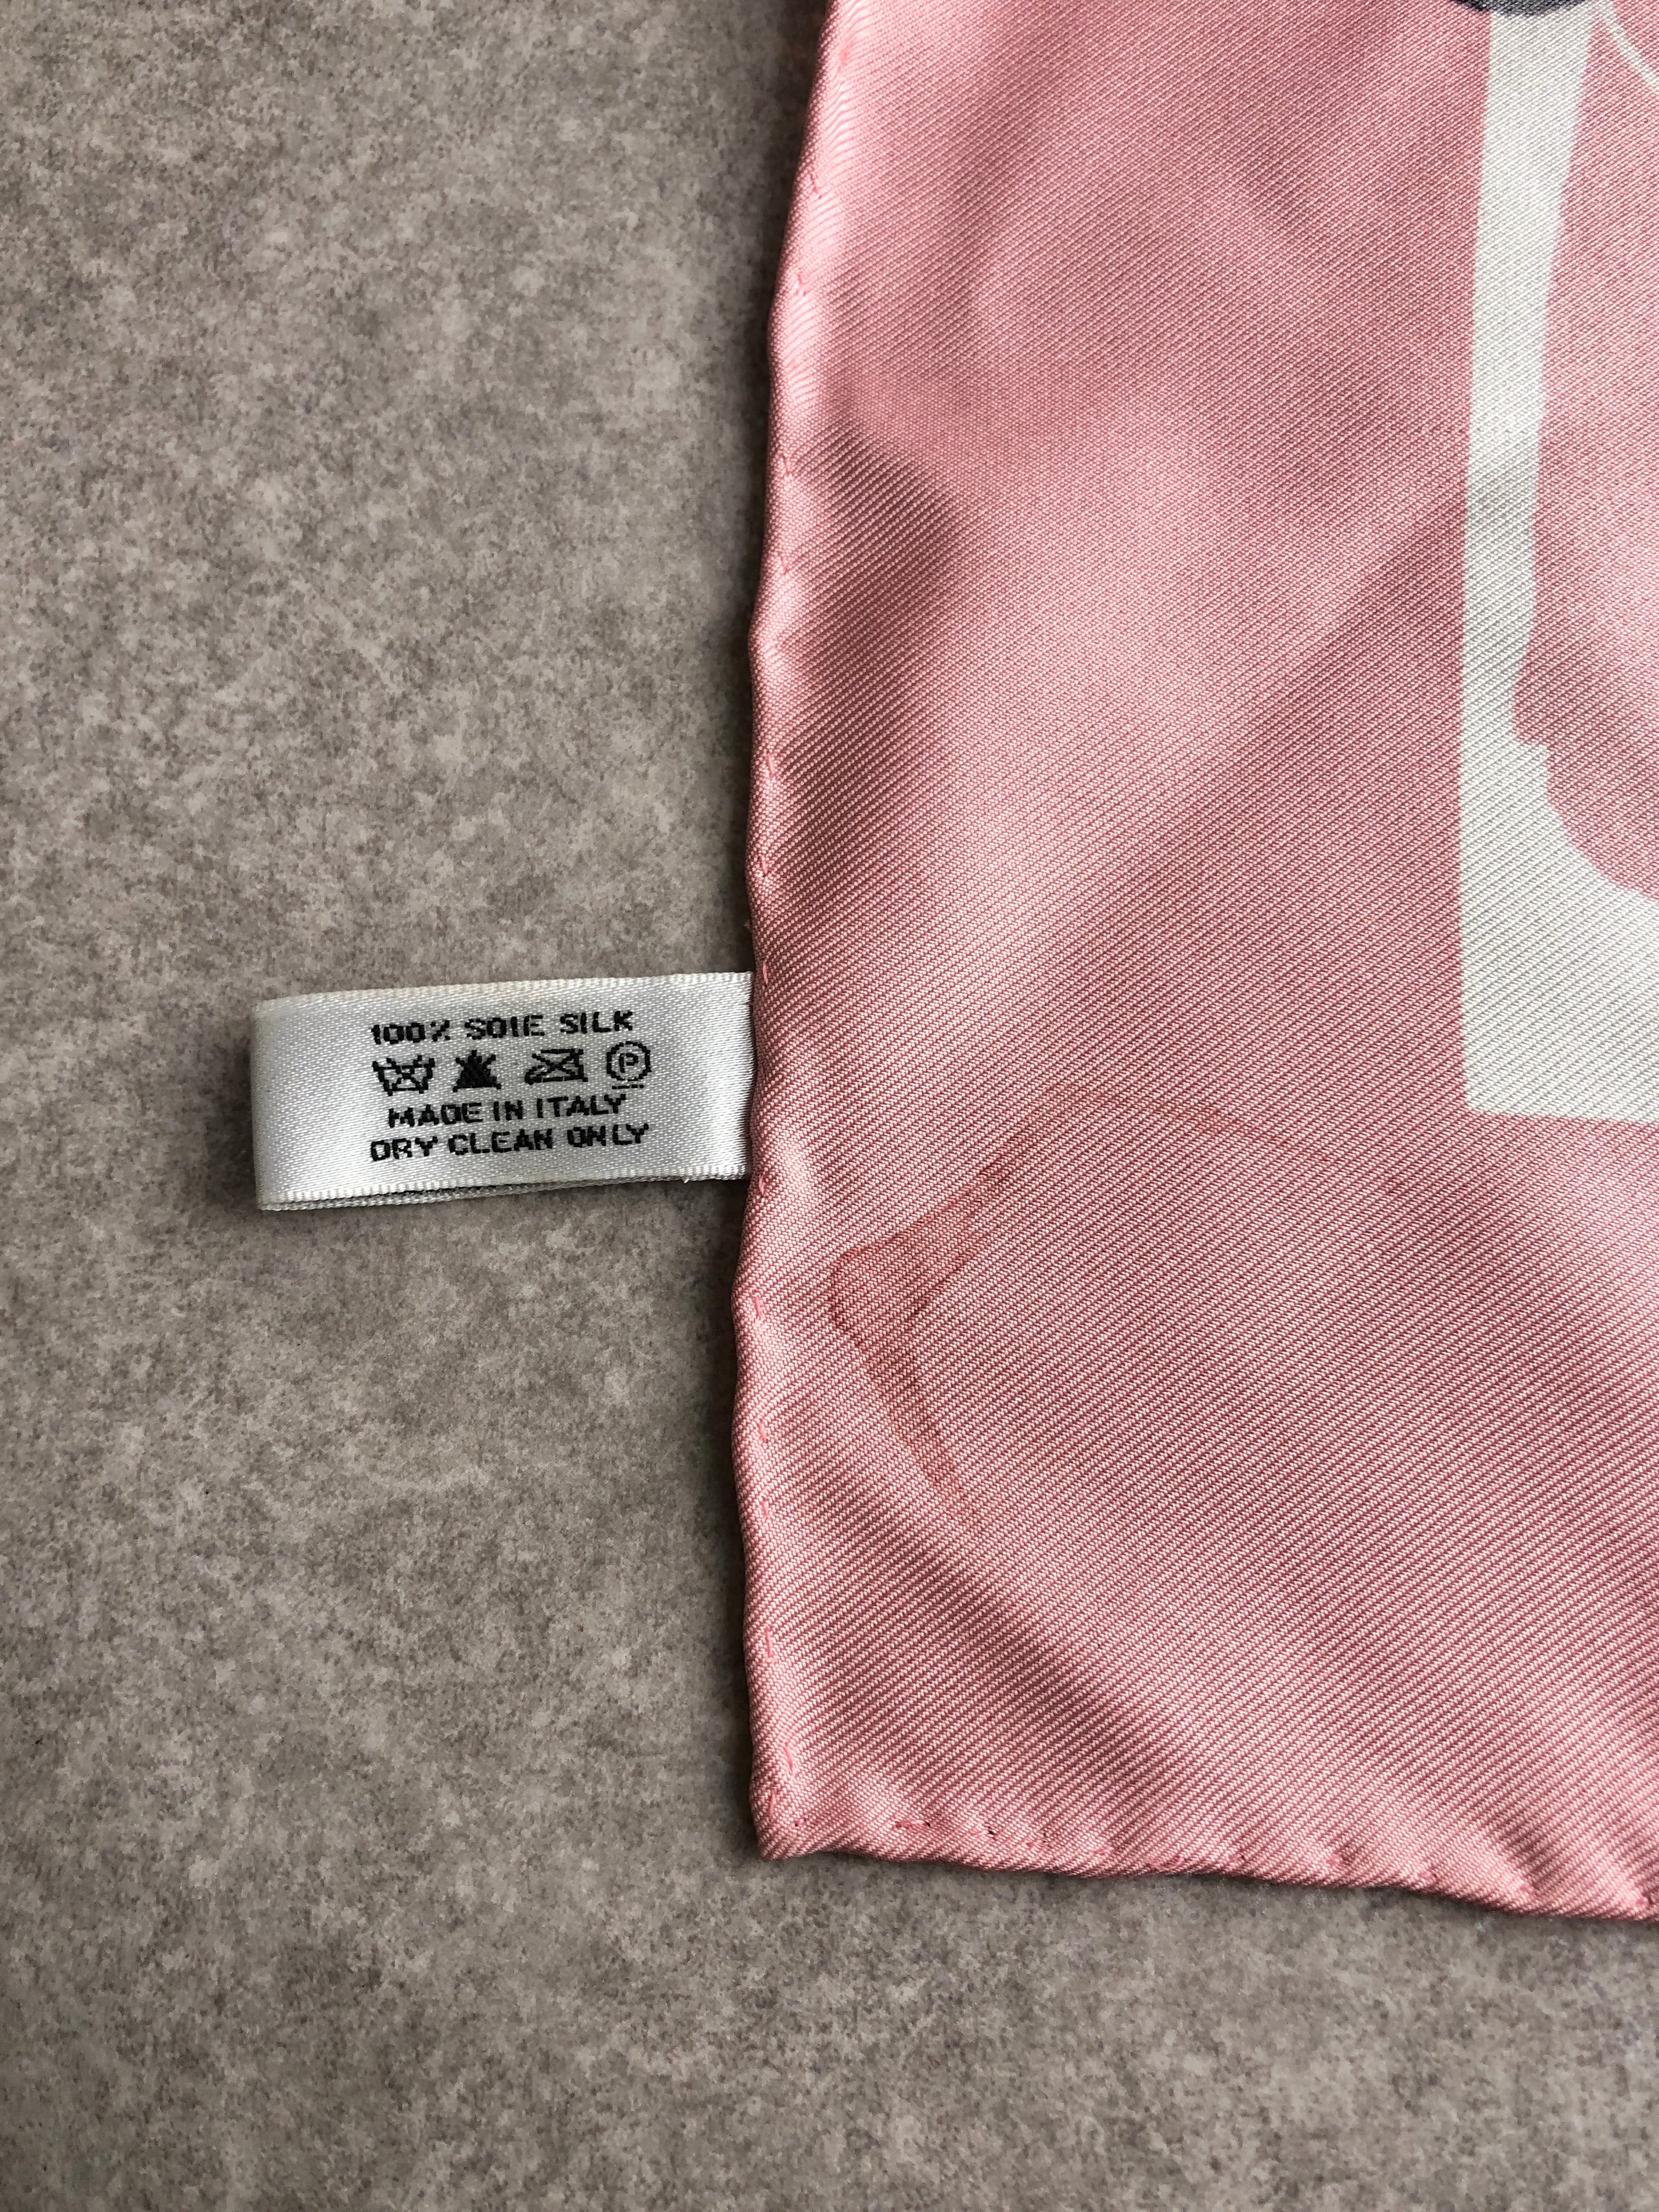 100% SOIE SILK
P
MADE IN ITALY
DRY CLEAN ONLY